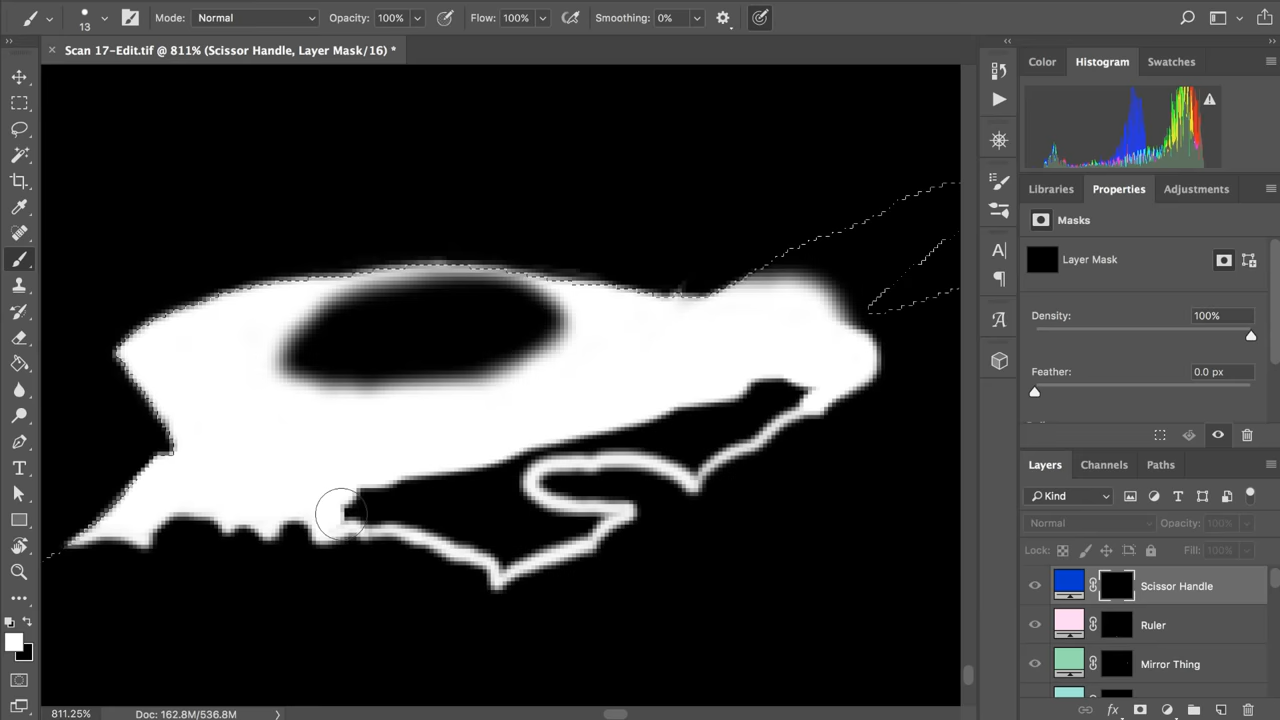 13 Mode: Normal Opacity: 100% Flow: 100% Smoothing: 0%
× Scan 17-Edit.tif @ 811% (Scissor Handle, Layer Mask/16) *
Color Histogram Swatches
Libraries Properties Adjustments
Masks
Layer Mask
Density: 100%
Feather: 0.0 px
Layers Channels Paths
Kind
Normal Opacity: 100%
Lock: Fill: 100%
Scissor Handle
Ruler
Mirror Thing
811.25% Doc: 162.8M/536.8M